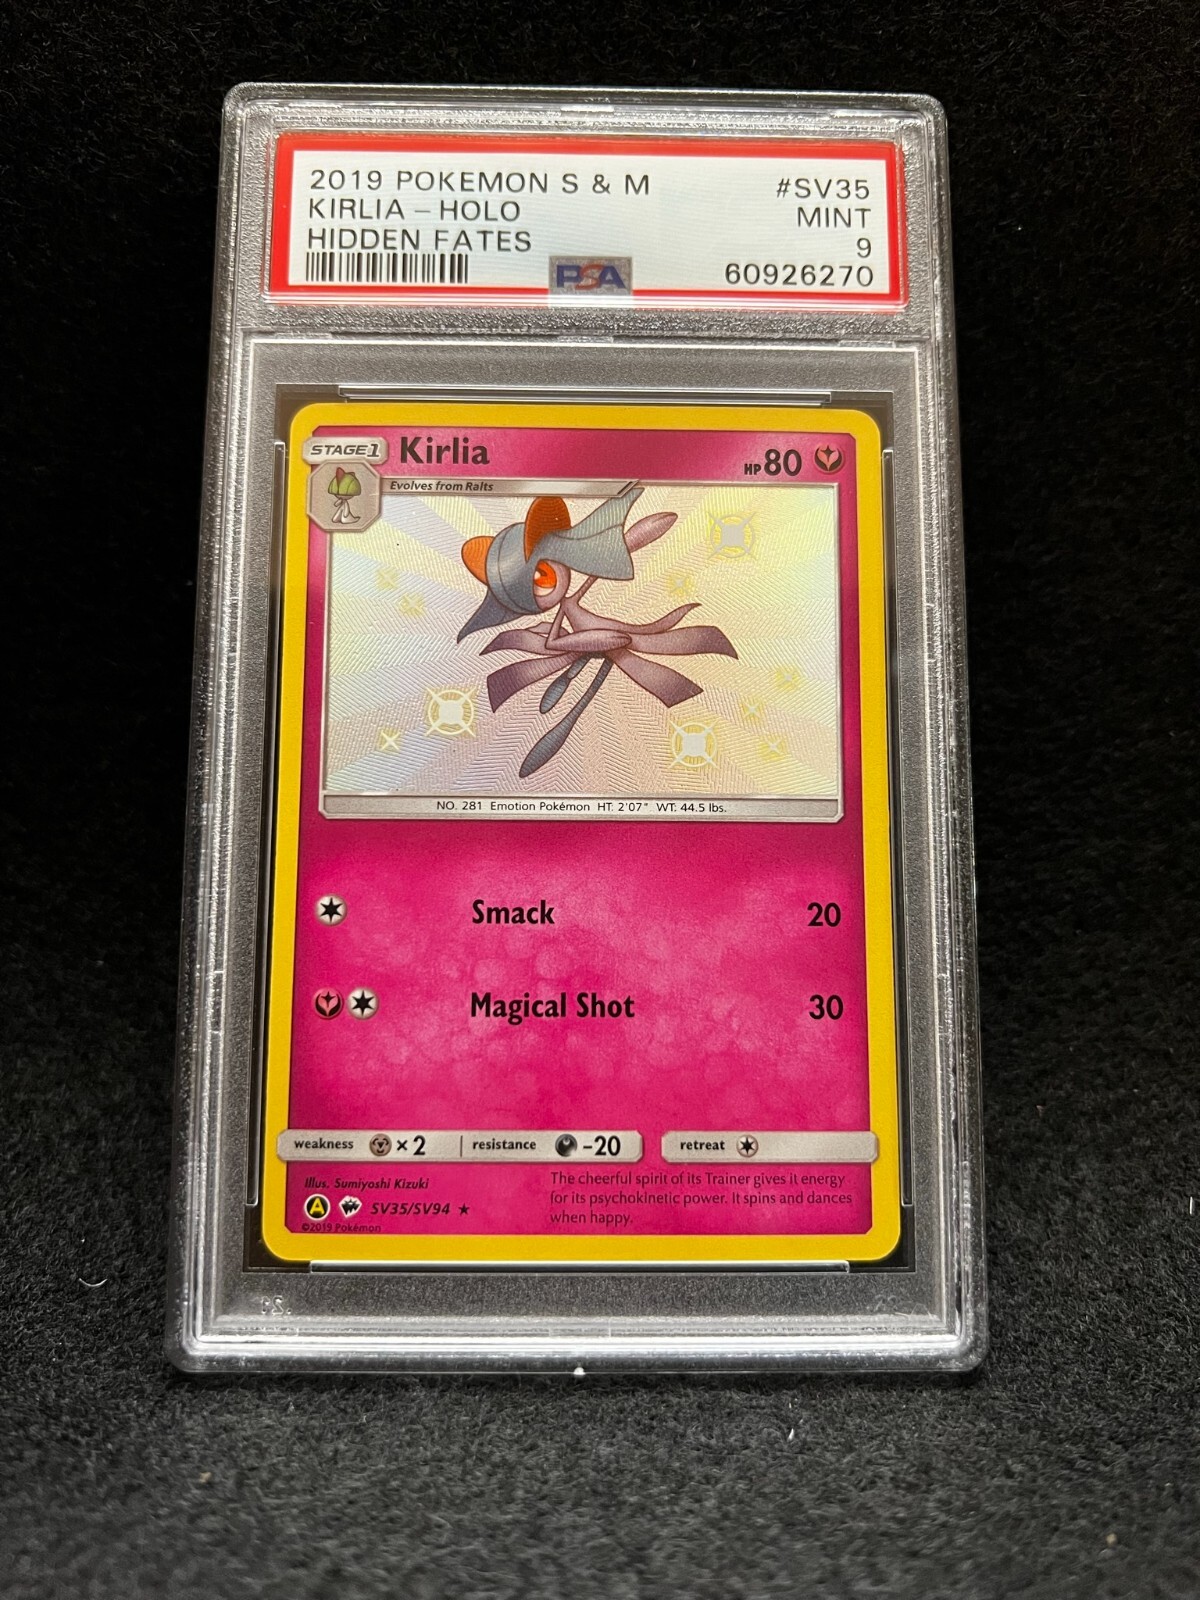 2019 POKEMON S & M #SV35
KIRLIA - HOLO MINT
HIDDEN FATES 9
PSA 60926270
STAGE1 Kirlia HP 80
Evolves from Ralts
NO. 281 Emotion Pokémon HT: 2'07" WT: 44.5 lbs.
Smack 20
Magical Shot 30
weakness ×2 resistance -20 retreat
Illus. Sumiyoshi Kizuki
A SV35/SV94
©2019 Pokémon
The cheerful spirit of its Trainer gives it energy
for its psychokinetic power. It spins and dances
when happy.